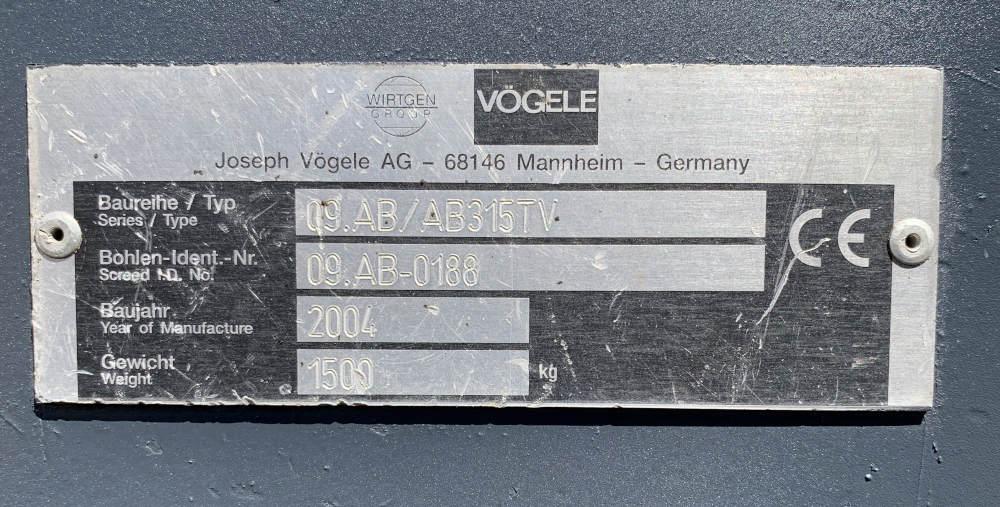 WIRTGEN
GROUP
VÖGELE
Joseph Vögele AG – 68146 Mannheim – Germany
Baureihe / Typ 09.AB/AB315TV
Series / Type
Bohlen-Ident.-Nr. 09.AB-0188
Screed I.D. No.
Baujahr 2004
Year of Manufacture
Gewicht 1500 kg
Weight
CE